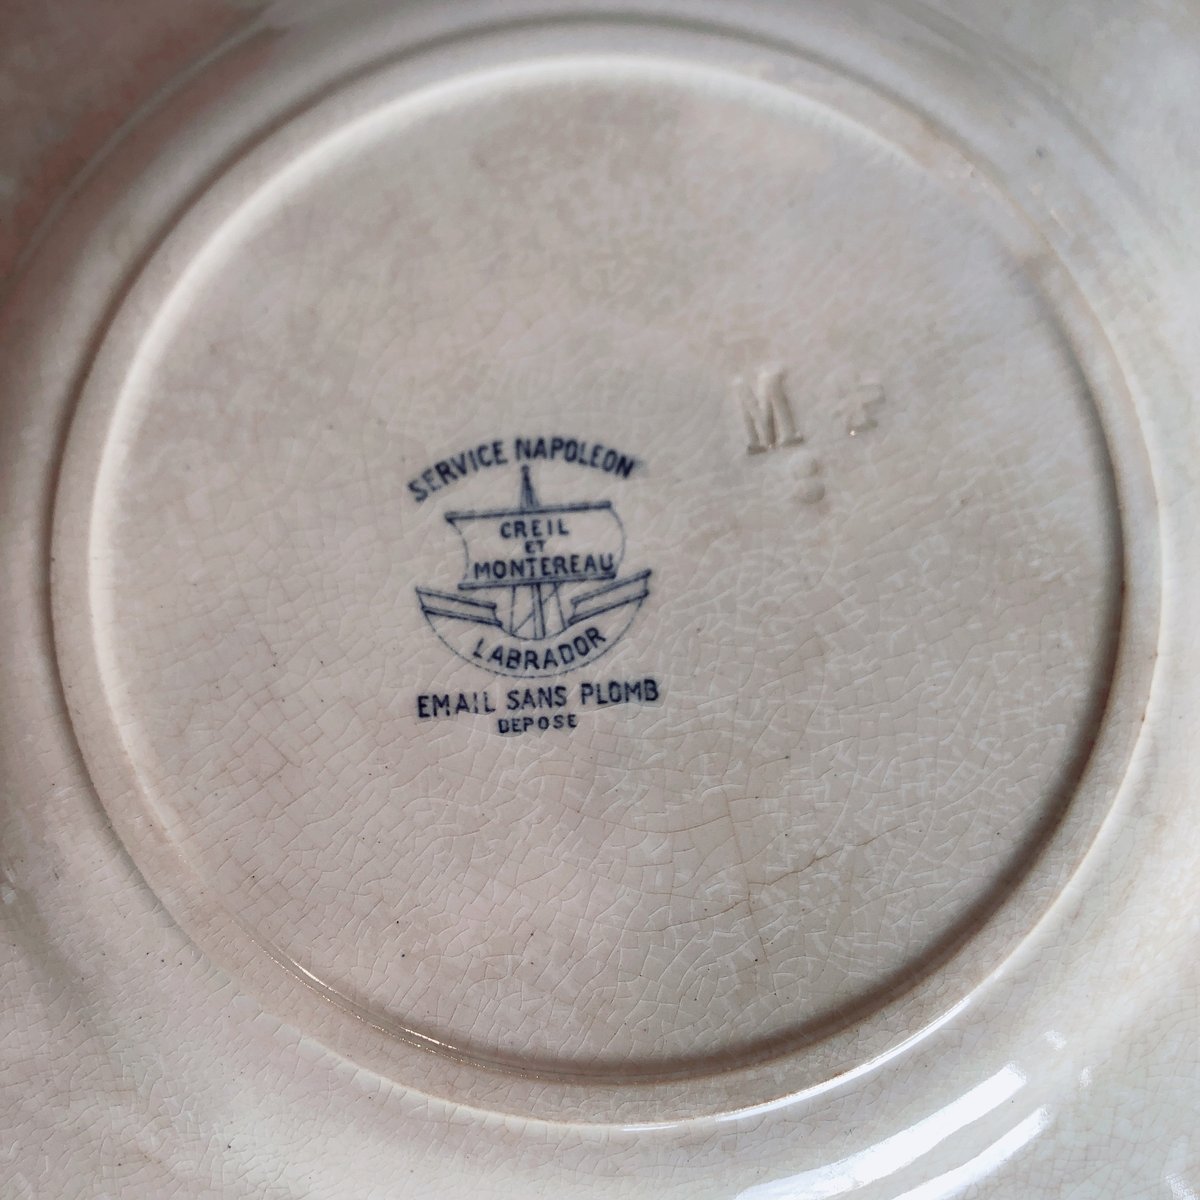 SERVICE NAPOLEON
CREIL
ET
MONTEREAU
LABRADOR
EMAIL SANS PLOMB
DEPOSE
M